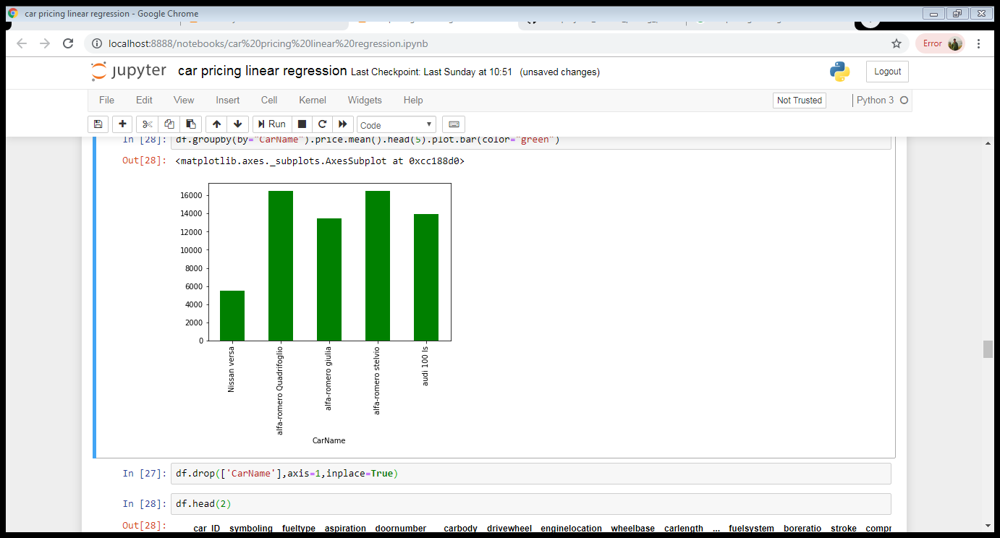 car pricing linear regression - Google Chrome
localhost:8888/notebooks/car%20pricing%20linear%20regression.ipynb
Error
jupyter car pricing linear regression Last Checkpoint: Last Sunday at 10:51 (unsaved changes)
Logout
File Edit View Insert Cell Kernel Widgets Help
Not Trusted
Python 3
Run
Code
In [28]: df.groupby(by="CarName").price.mean().head(5).plot.bar(color="green")
Out[28]: <matplotlib.axes._subplots.AxesSubplot at 0xcc188d0>
16000
14000
12000
10000
8000
6000
4000
2000
0
Nissan versa
alfa-romero Quadrifoglio
alfa-romero giulia
alfa-romero stelvio
audi 100 ls
CarName
In [27]: df.drop(['CarName'],axis=1,inplace=True)
In [28]: df.head(2)
Out[28]:
car_ID symboling fueltype aspiration doornumber carbody drivewheel enginelocation wheelbase carlength ... fuelsystem boreratio stroke compr